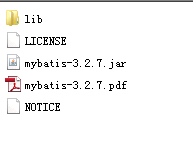 lib
LICENSE
mybatis-3.2.7.jar
mybatis-3.2.7.pdf
NOTICE